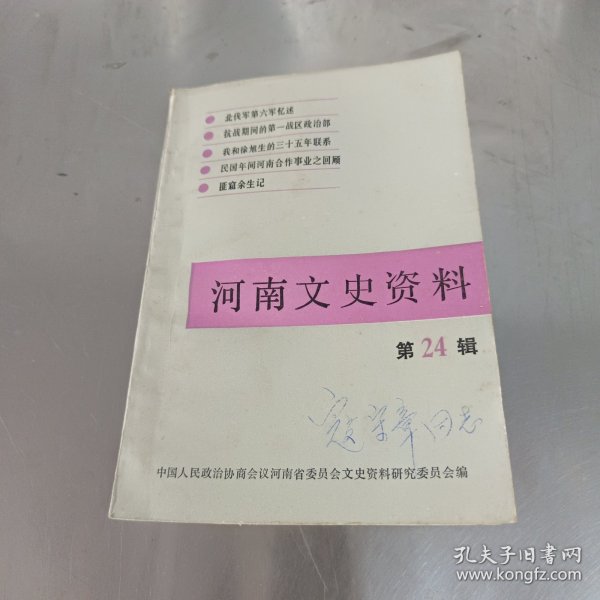 北伐军第六军忆述
抗战期间的第一战区政治部
我和徐旭生的三十五年联系
民国年间河南合作事业之回顾
匪窟余生记
河南文史资料
第24辑
同志
中国人民政治协商会议河南省委员会文史资料研究委员会编
孔夫子旧书网
www.kongfz.com